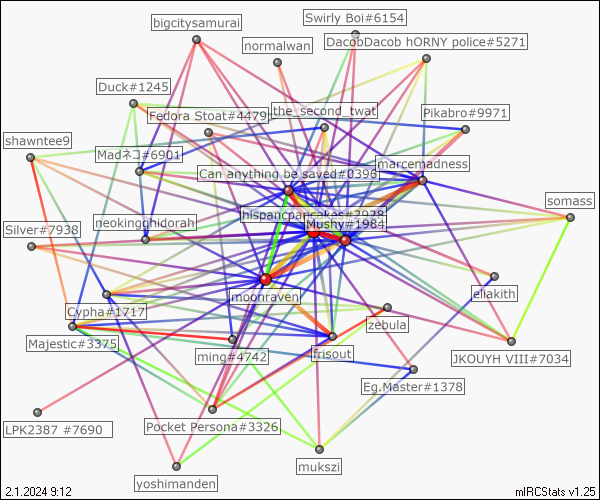 Swirly Boi#6154
bigcitysamurai
normalwan
DacobDacob hORNY police#5271
Duck#1245
Fedora Stoat#4479
the_second_twat
Pikabro#9971
shawntee9
Madネコ#6901
marcemadness
Can anything be saved#0396
somass
neokingghidorah
hispancpancakes#2928
Mushy#1984
Silver#7938
eliakith
moonraven
Cypha#1717
zebula
Majestic#3375
ming#4742
frisout
JKOUYH VIII#7034
Eg.Master#1378
LPK2387 #7690
Pocket Persona#3326
mukszi
yoshimanden
2.1.2024 9:12
mIRCStats v1.25